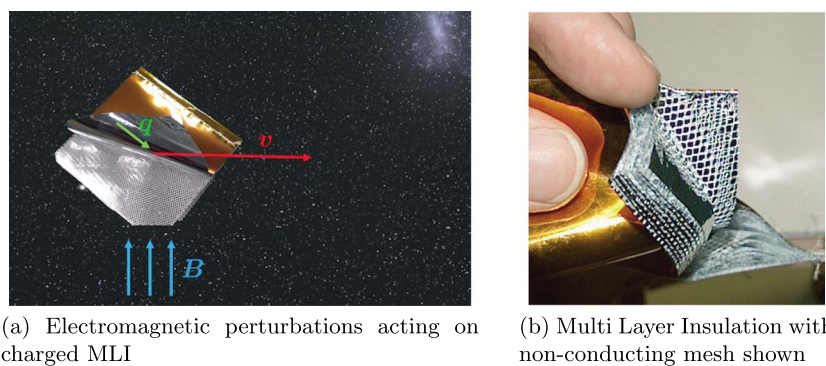 q
v
B
(a) Electromagnetic perturbations acting on
charged MLI
(b) Multi Layer Insulation with
non-conducting mesh shown